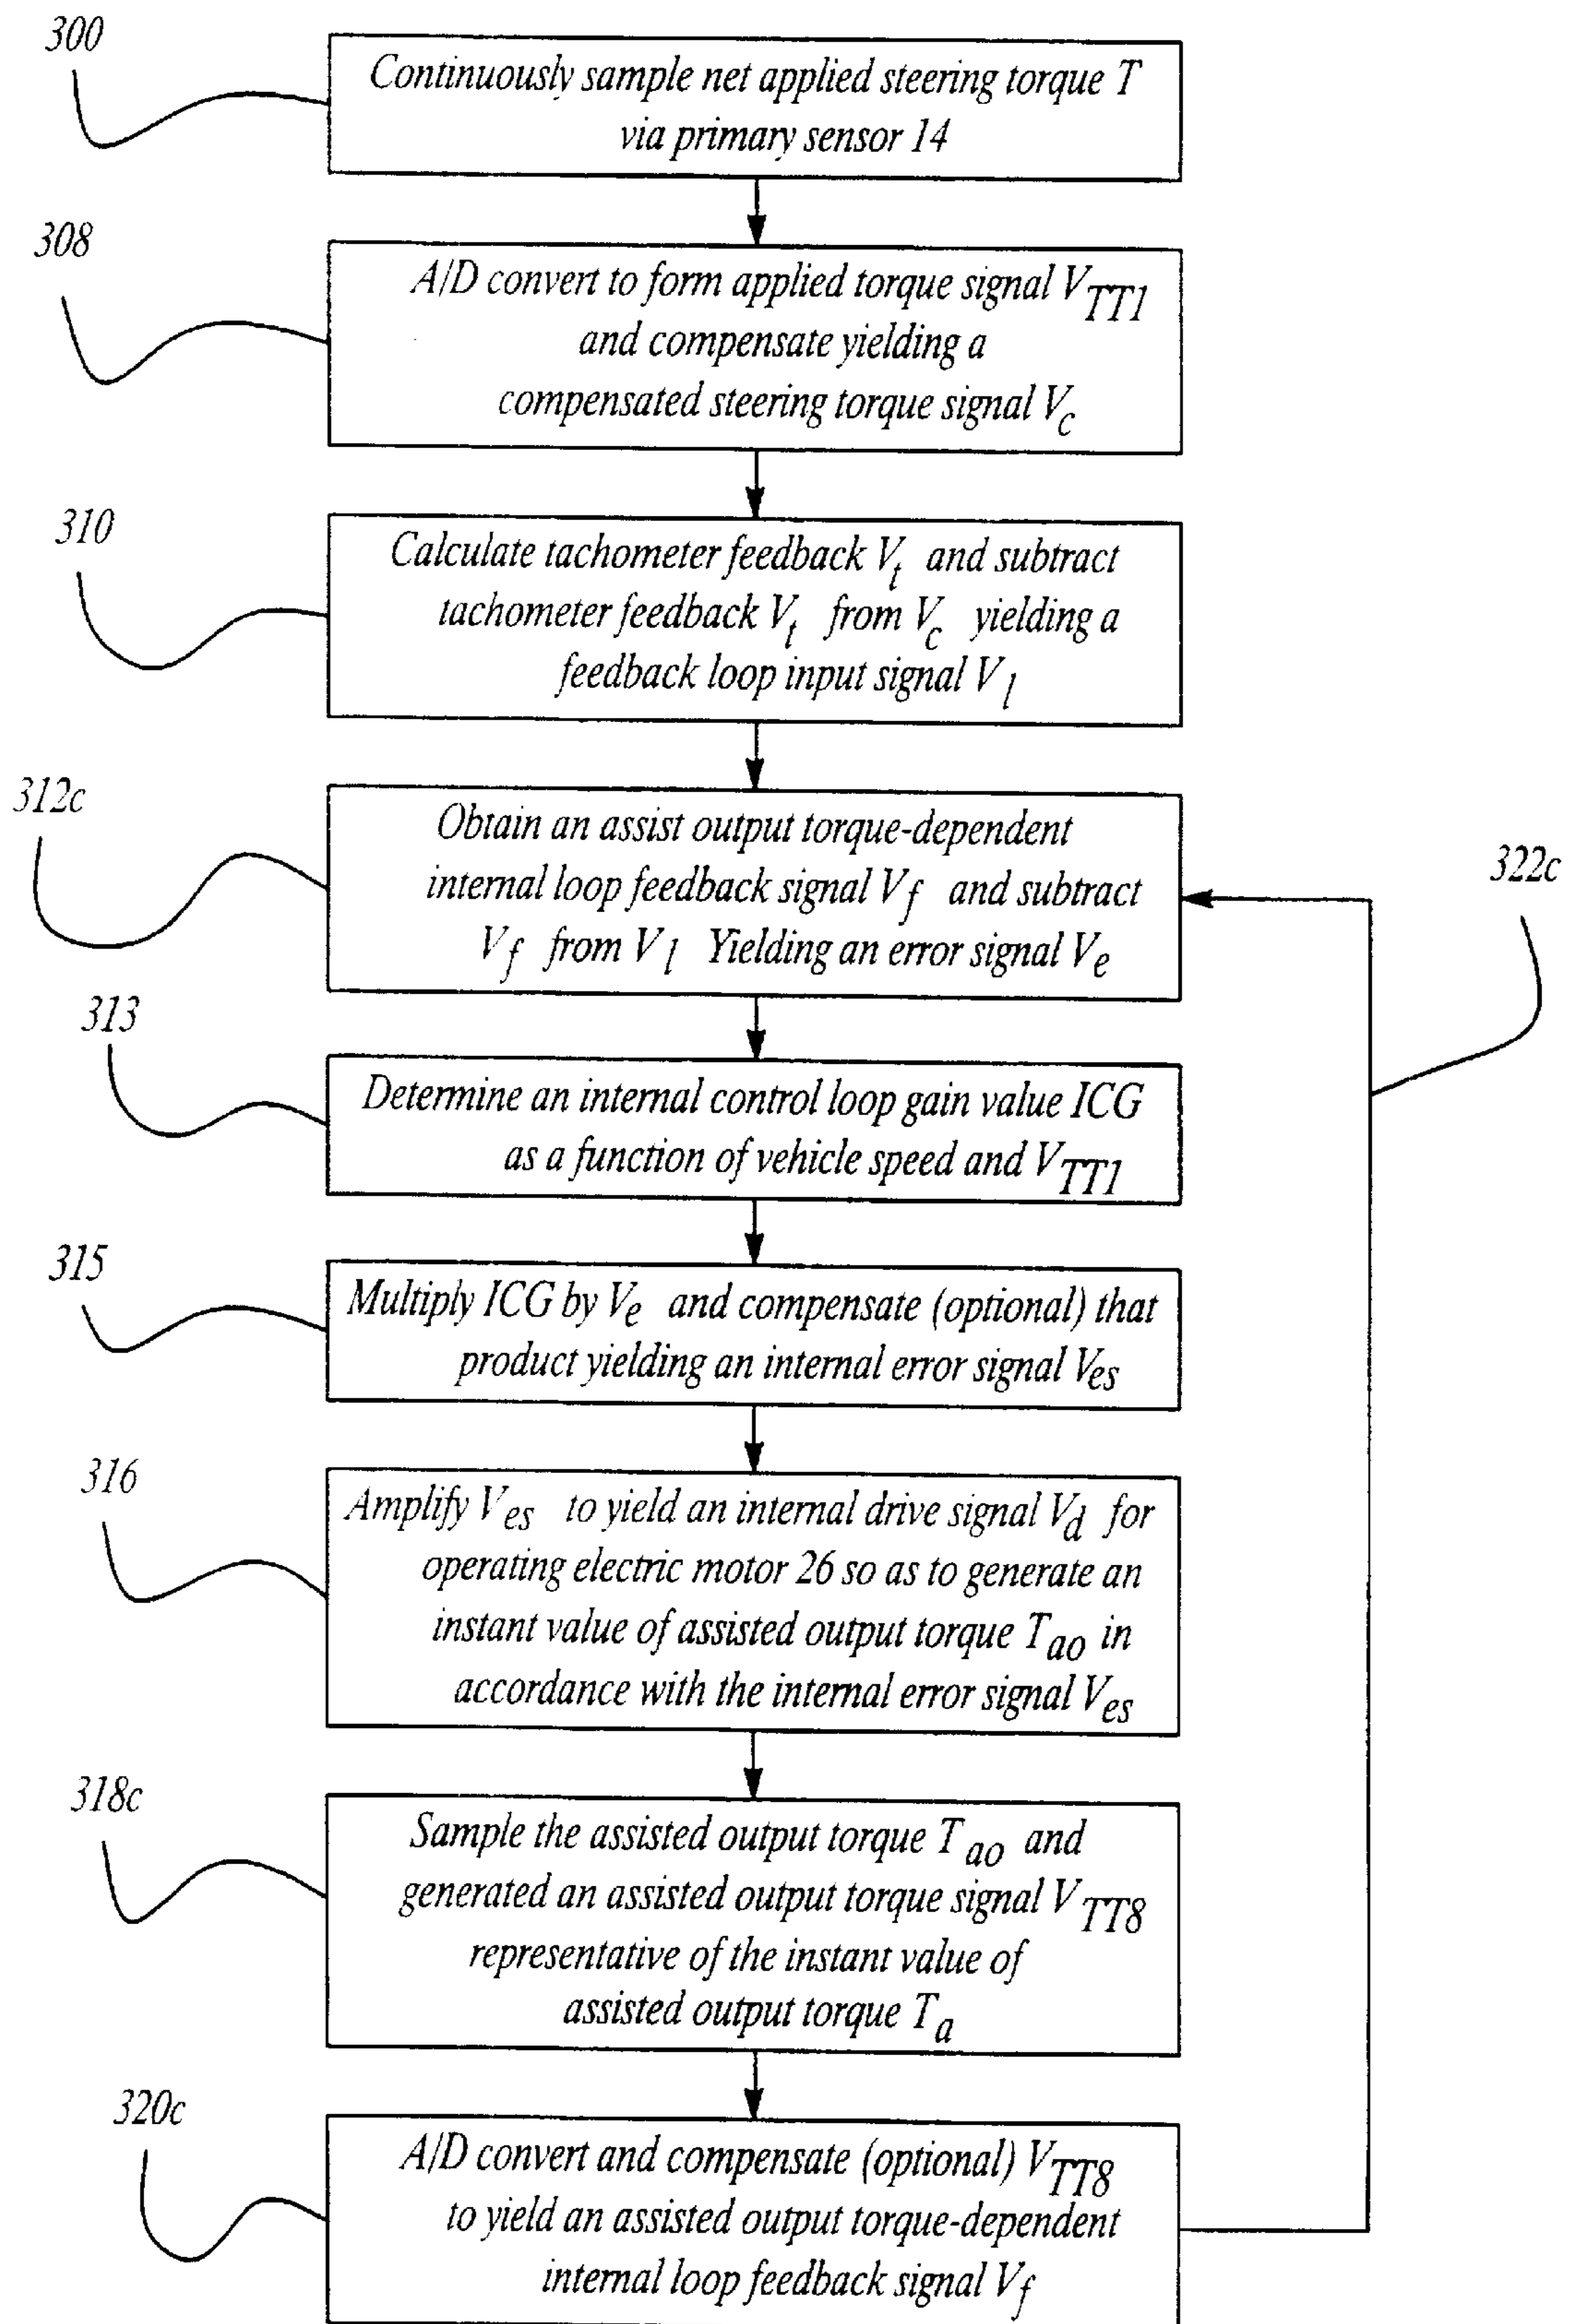 300
Continuously sample net applied steering torque T
via primary sensor 14
308
A/D convert to form applied torque signal V_TT1
and compensate yielding a
compensated steering torque signal V_c
310
Calculate tachometer feedback V_t and subtract
tachometer feedback V_t from V_c yielding a
feedback loop input signal V_l
312c
Obtain an assist output torque-dependent
internal loop feedback signal V_f and subtract
V_f from V_l Yielding an error signal V_e
322c
313
Determine an internal control loop gain value ICG
as a function of vehicle speed and V_TT1
315
Multiply ICG by V_e and compensate (optional) that
product yielding an internal error signal V_es
316
Amplify V_es to yield an internal drive signal V_d for
operating electric motor 26 so as to generate an
instant value of assisted output torque T_ao in
accordance with the internal error signal V_es
318c
Sample the assisted output torque T_ao and
generated an assisted output torque signal V_TT8
representative of the instant value of
assisted output torque T_a
320c
A/D convert and compensate (optional) V_TT8
to yield an assisted output torque-dependent
internal loop feedback signal V_f